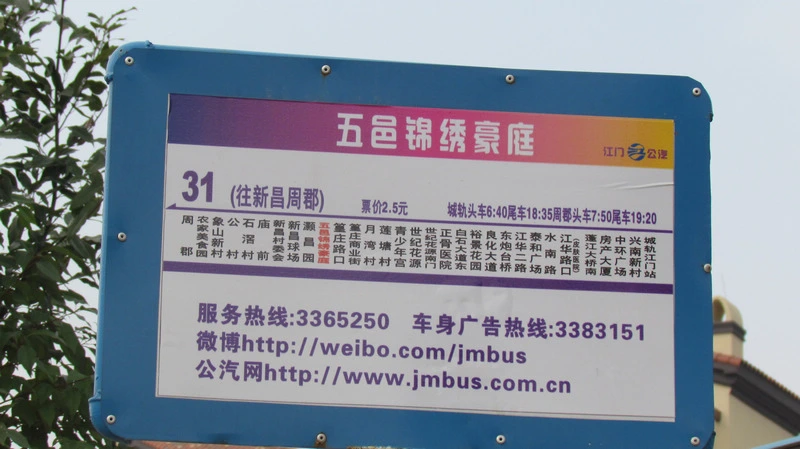 五邑锦绣豪庭
江门公汽
31 (往新昌周郡) 票价2.5元 城轨头车6:40尾车18:35周郡头车7:50尾车19:20
周郡
农家美食园
象山新村
公村
石滘村
庙前
新昌村委会
新昌球场
灏昌园
五邑锦绣豪庭
篁庄商业街
篁庄路口
月湾村
莲塘村
青少年宫
世纪花源
世纪花源南门
正骨医院
白石大道东
裕景花园
良化大道
东炮台桥
江华二路
泰和广场
水南路
江华路口
(皮肤医院)
蓬江大桥南
房产大厦
中环广场
兴南新村
城轨江门站
服务热线:3365250 车身广告热线:3383151
微博http://weibo.com/jmbus
公汽网http://www.jmbus.com.cn